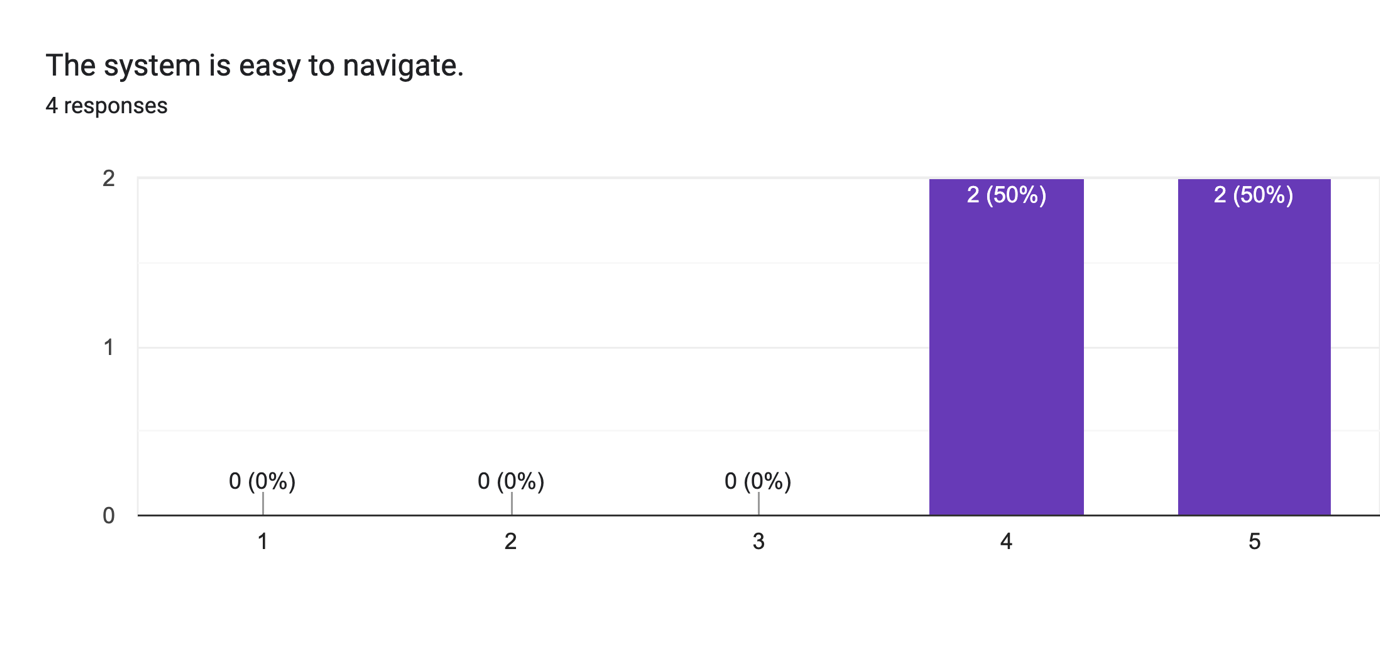 The system is easy to navigate.
4 responses
2
2 (50%) 2 (50%)
1
0 (0%) 0 (0%) 0 (0%)
0
1 2 3 4 5